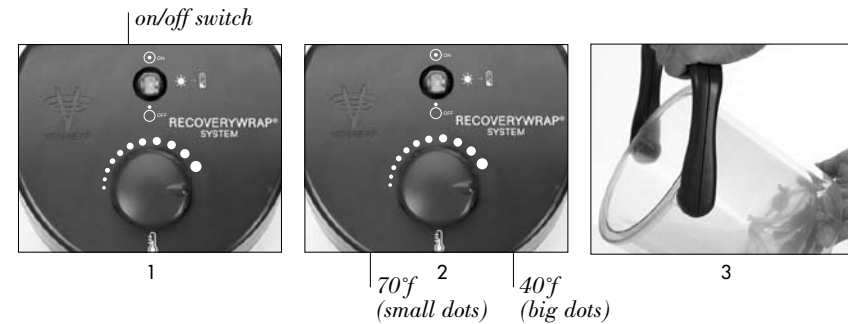 on/off switch
ON
OFF
RECOVERYWRAP®
SYSTEM
ON
OFF
RECOVERYWRAP®
SYSTEM
1
2
3
70°f
(small dots)
40°f
(big dots)